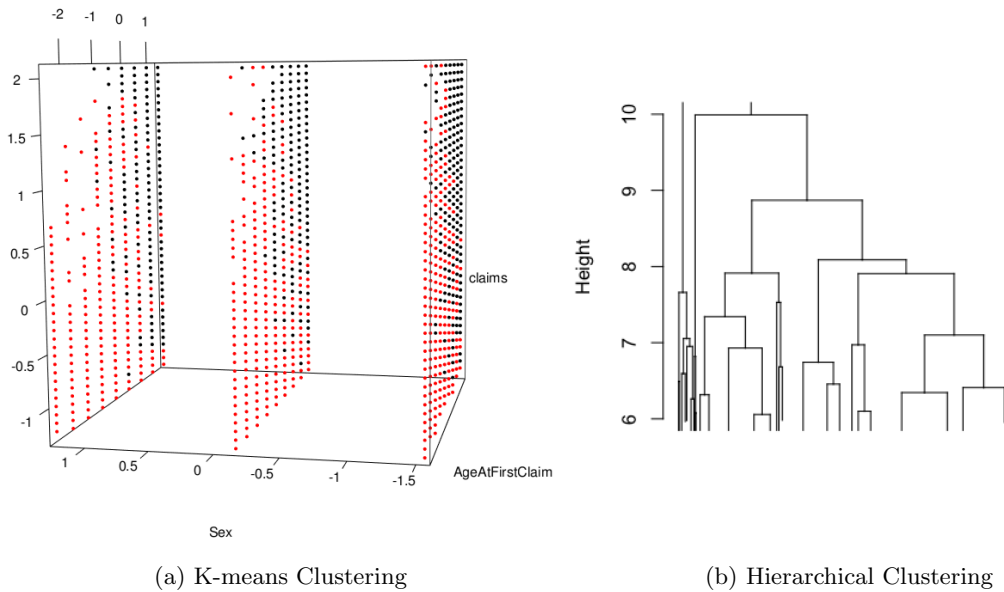 -2 -1 0 1
2
1.5
1
0.5
0
-0.5
-1
1 0.5 0 -0.5 -1 -1.5
claims
AgeAtFirstClaim
Sex
(a) K-means Clustering
10
9
8
7
6
Height
(b) Hierarchical Clustering